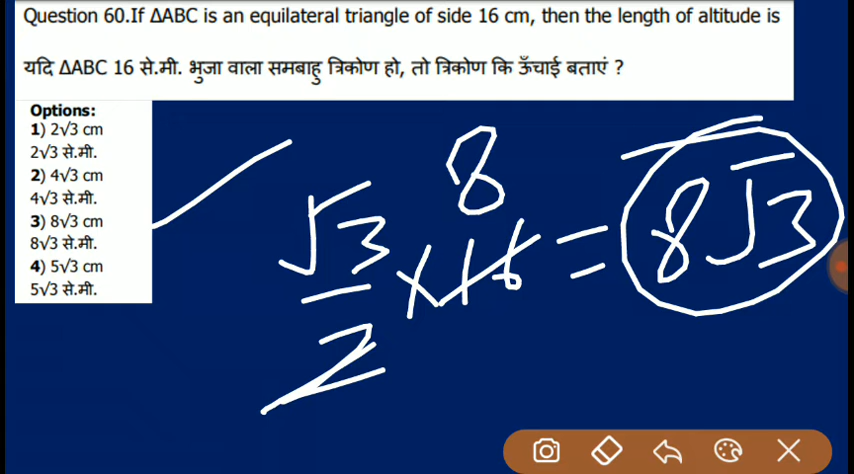 Question 60.If ΔABC is an equilateral triangle of side 16 cm, then the length of altitude is
यदि ΔABC 16 से.मी. भुजा वाला समबाहु त्रिकोण हो, तो त्रिकोण कि ऊँचाई बताएं ?
Options:
1) 2√3 cm
2√3 से.मी.
2) 4√3 cm
4√3 से.मी.
3) 8√3 cm
8√3 से.मी.
4) 5√3 cm
5√3 से.मी.
8
√3 × 16 = 8√3
2